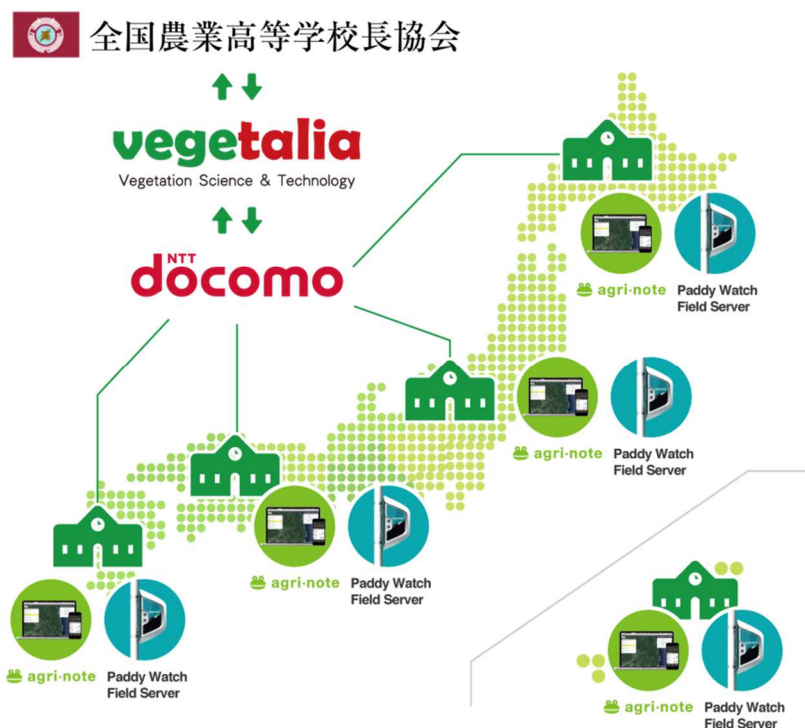 全国農業高等学校長協会
vegetalia
Vegetation Science & Technology
NTT
docomo
agri-note
Paddy Watch
Field Server
agri-note
Paddy Watch
Field Server
agri-note
Paddy Watch
Field Server
agri-note
Paddy Watch
Field Server
agri-note
Paddy Watch
Field Server